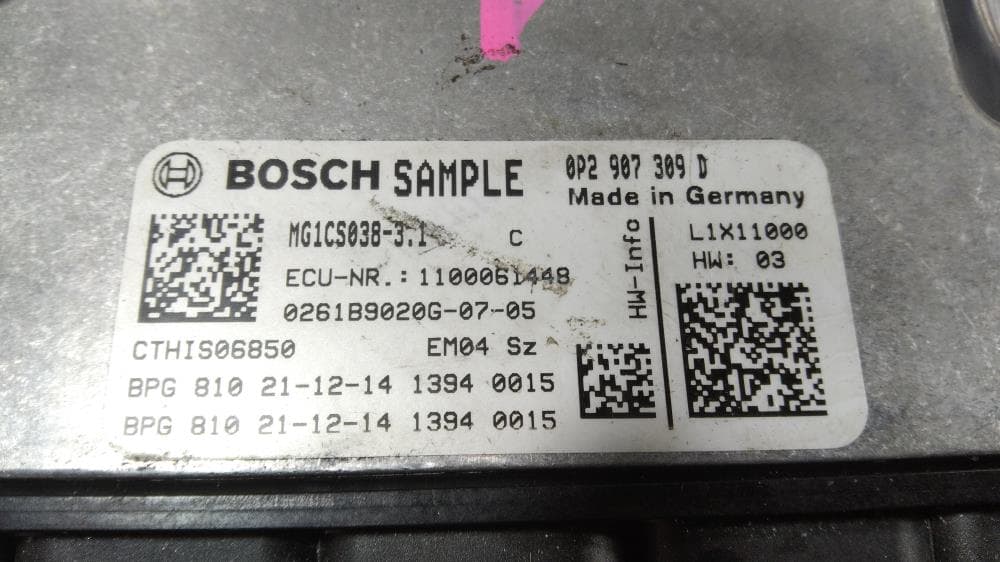 BOSCH SAMPLE 0P2 907 309 D
Made in Germany
MG1CS038-3.1 C
ECU-NR.: 1100061448
0261B9020G-07-05
HW-Info
L1X11000
HW: 03
CTHIS06850 EM04 Sz
BPG 810 21-12-14 1394 0015
BPG 810 21-12-14 1394 0015